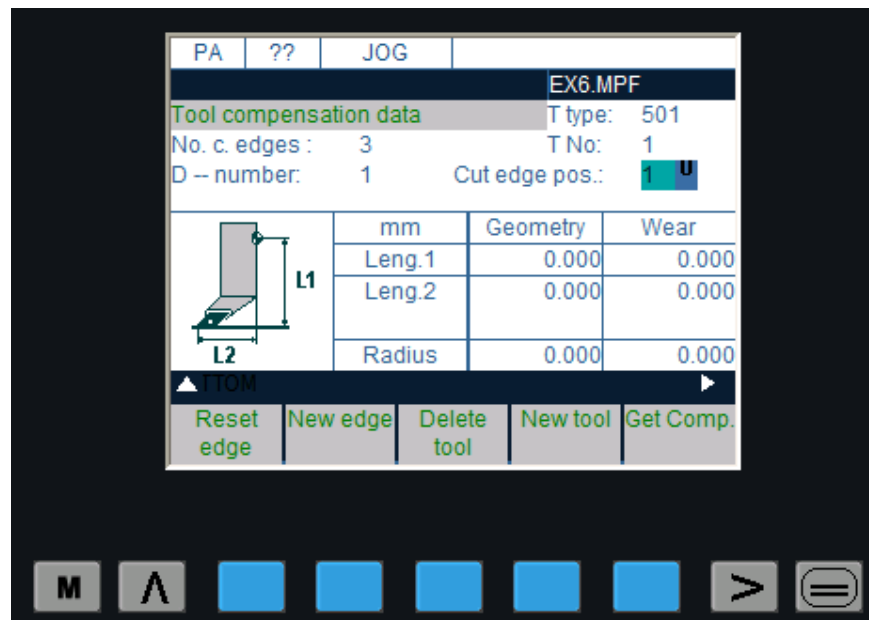 PA ?? JOG
EX6.MPF
Tool compensation data T type: 501
No. c. edges : 3 T No: 1
D -- number: 1 Cut edge pos.: 1 U
mm Geometry Wear
Leng.1 0.000 0.000
L1
Leng.2 0.000 0.000
L2
Radius 0.000 0.000
TTOM
Reset edge New edge Delete tool New tool Get Comp.
M Λ >